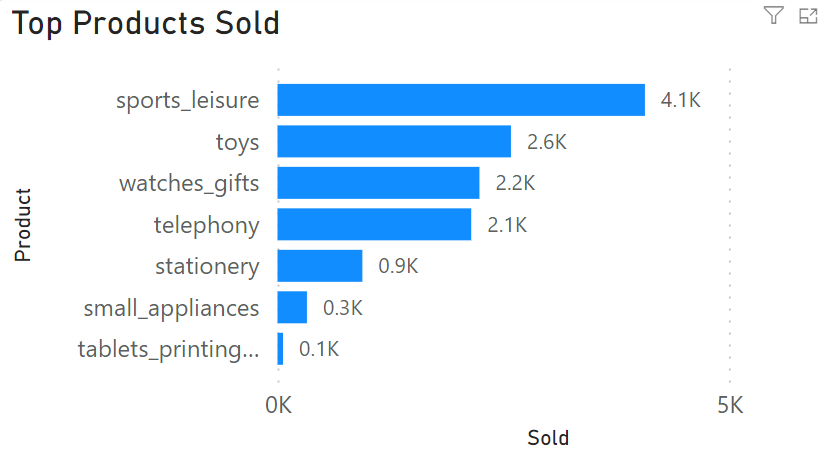 Top Products Sold
Product
sports_leisure 4.1K
toys 2.6K
watches_gifts 2.2K
telephony 2.1K
stationery 0.9K
small_appliances 0.3K
tablets_printing... 0.1K
0K 5K
Sold